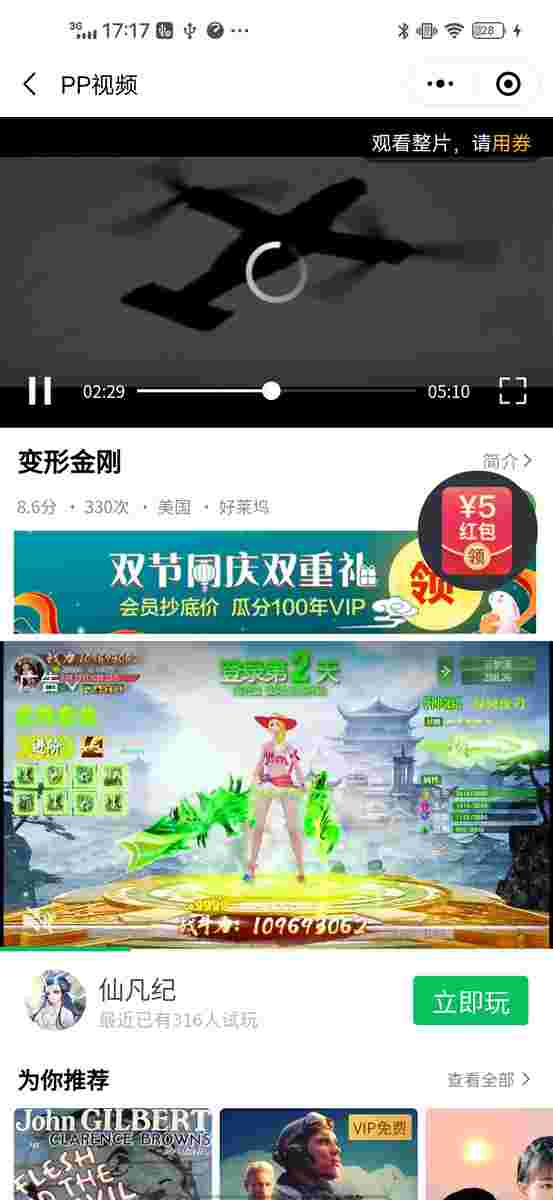 3G 17:17 28
PP视频
观看整片，请用券
02:29 05:10
变形金刚
简介
8.6分 · 330次 · 美国 · 好莱坞
¥5
红包
领
双节同庆双重礼
领
会员抄底价 瓜分100年VIP
广告
登录第2天
进阶
战斗力：109693062
仙凡纪
最近已有316人试玩
立即玩
为你推荐
查看全部
John GILBERT
CLARENCE BROWN'S
FLESH
VIP免费